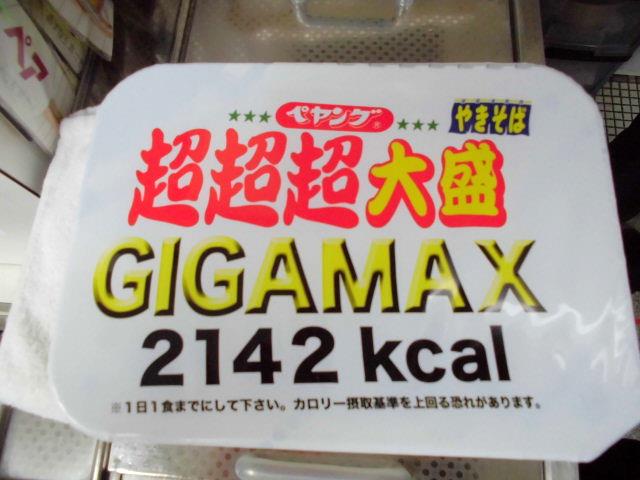 ペア
★★★ ペヤング® ★★★ やきそば
超超超大盛
GIGAMAX
2142 kcal
※1日1食までにして下さい。カロリー摂取基準を上回る恐れがあります。